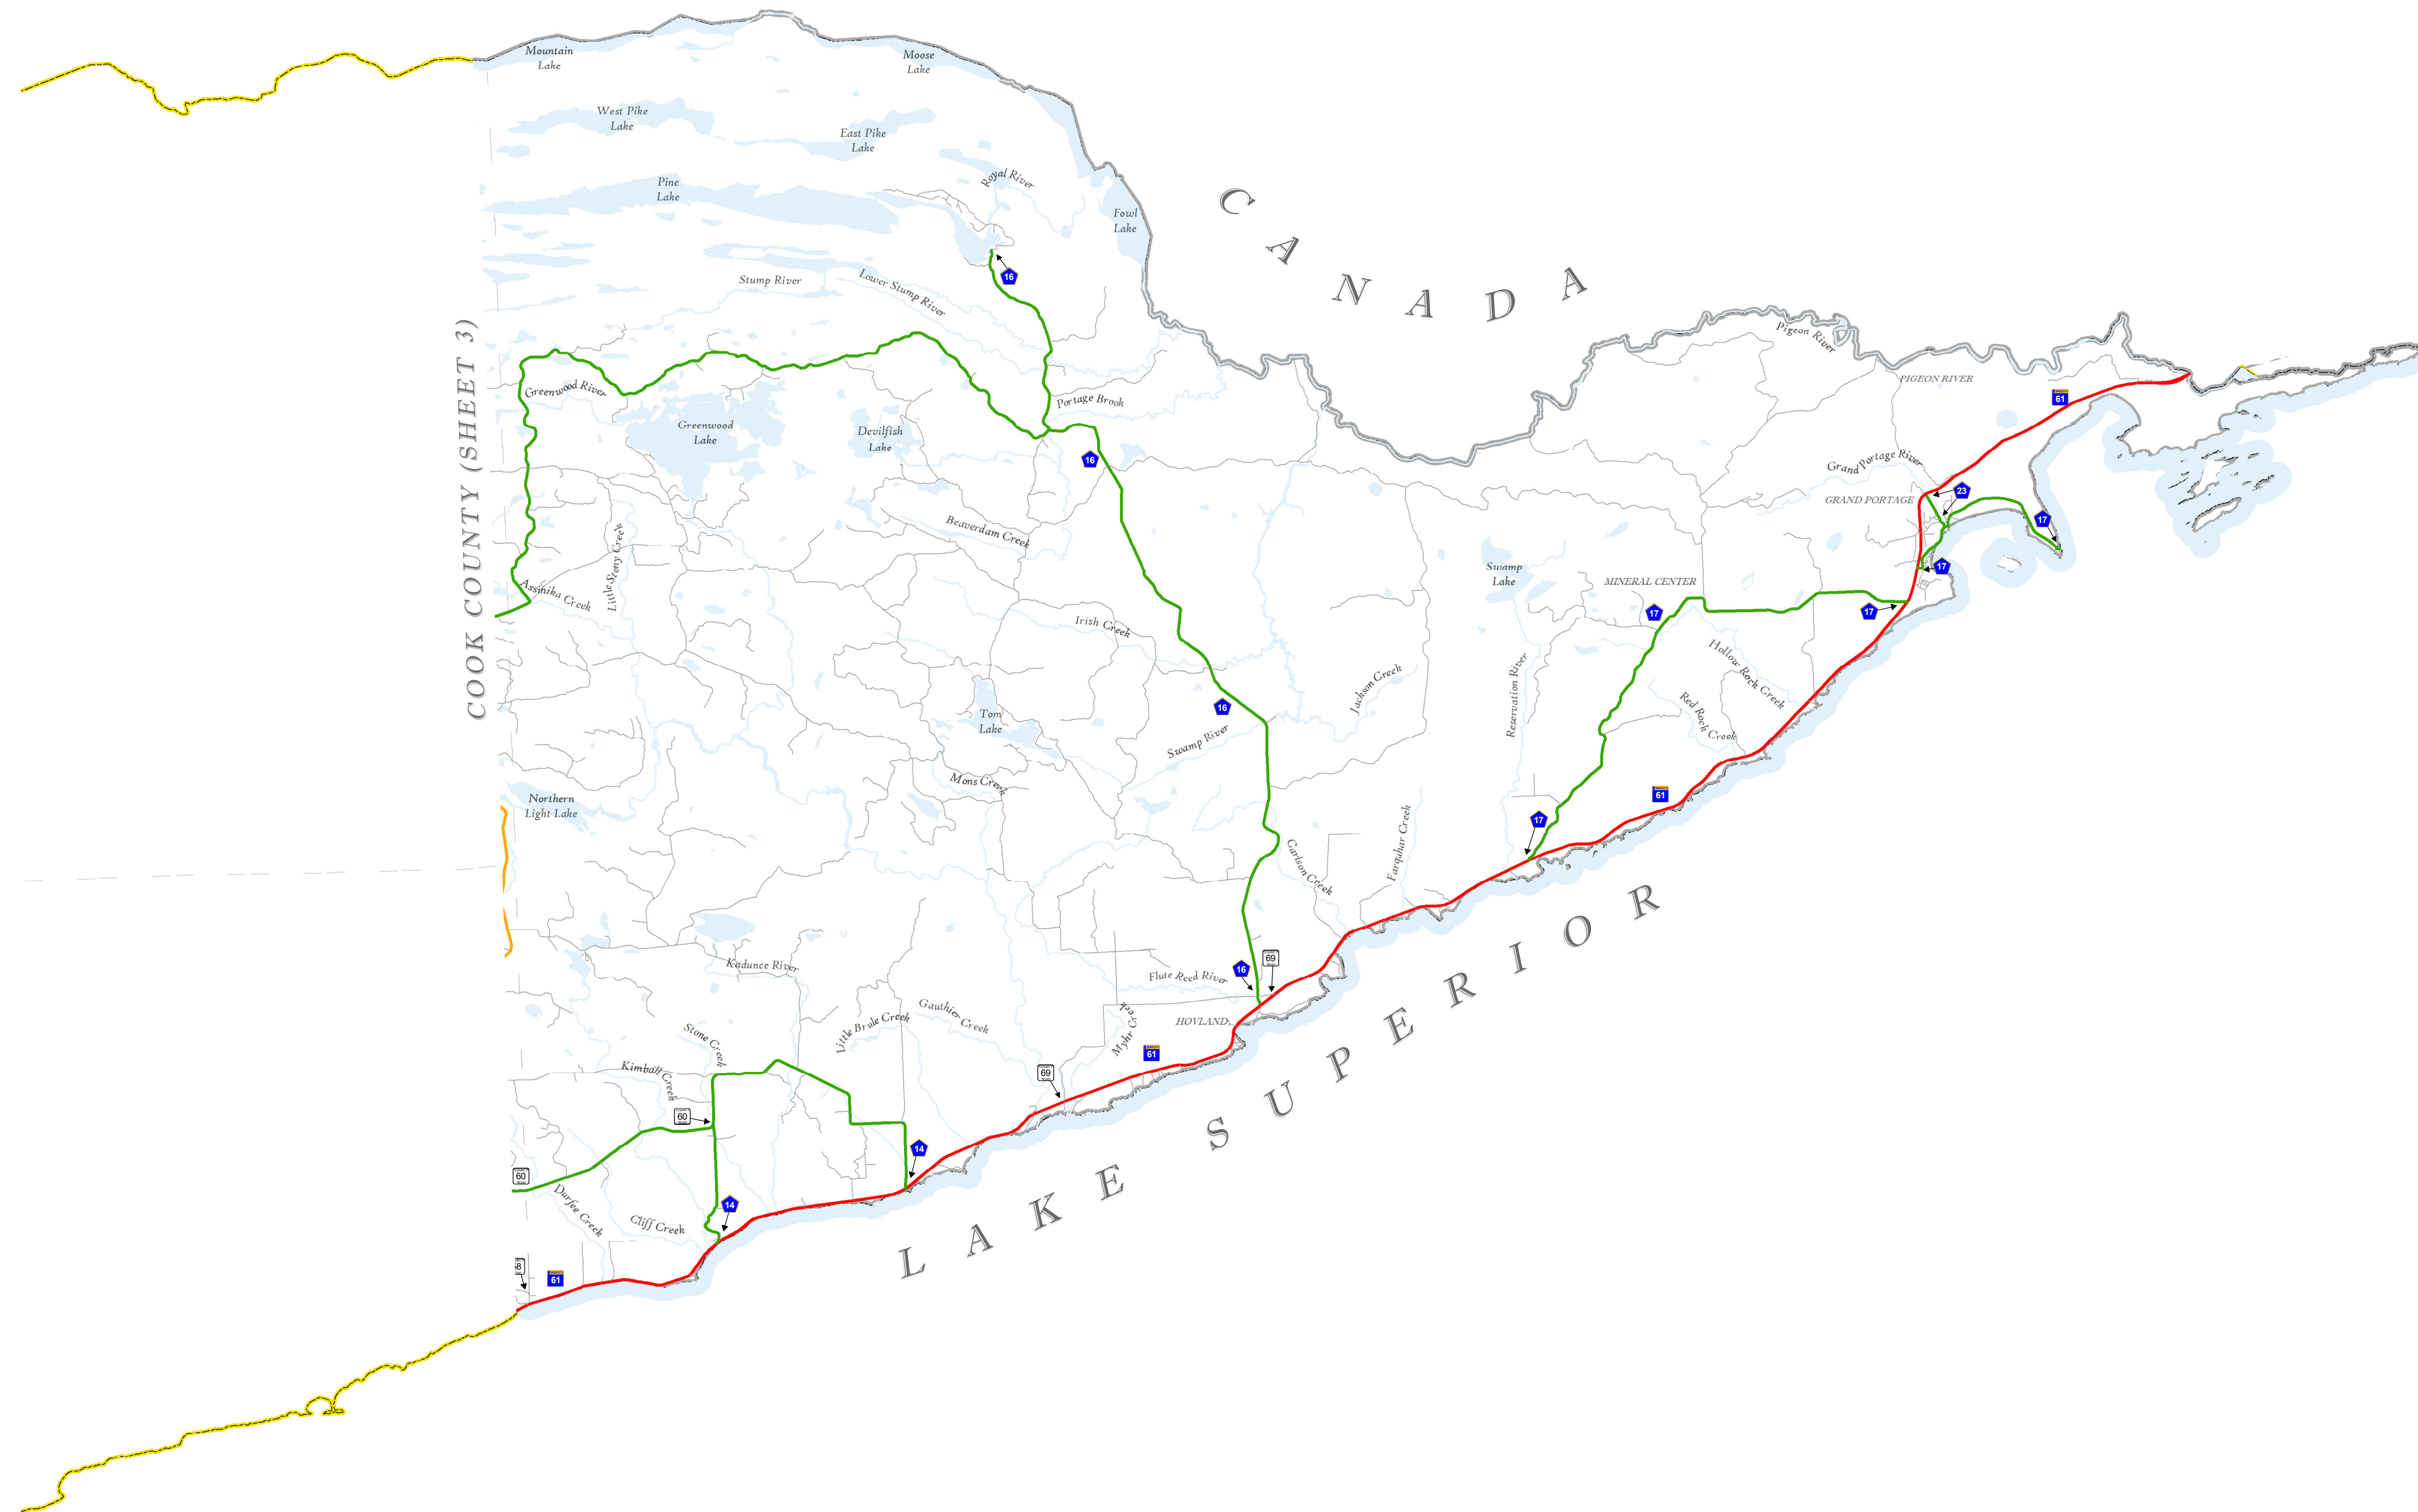 Mountain
Lake
Moose
Lake
West Pike
Lake
East Pike
Lake
Pine
Lake
Royal River
Fowl
Lake
CANADA
16
Stump River
Lower Stump River
Pigeon River
COOK COUNTY (SHEET 3)
Greenwood River
Portage Brook
PIGEON RIVER
61
Greenwood
Lake
Devilfish
Lake
16
Grand Portage River
GRAND PORTAGE
23
17
Little Stony Creek
Beaverdam Creek
Swamp
Lake
MINERAL CENTER
17
Assinika Creek
17
17
Irish Creek
Hollow Rock Creek
Jackson Creek
Reservation River
Red Rock Creek
16
Tom
Lake
Swamp River
Mons Creek
Northern
Light Lake
61
17
Carlson Creek
Farquhar Creek
LAKE SUPERIOR
Kadunce River
16
69
Flute Reed River
Gauthier Creek
Little Brule Creek
Myhr Creek
HOVLAND
Stone Creek
61
Kimball Creek
69
60
14
60
Durfee Creek
14
Cliff Creek
61